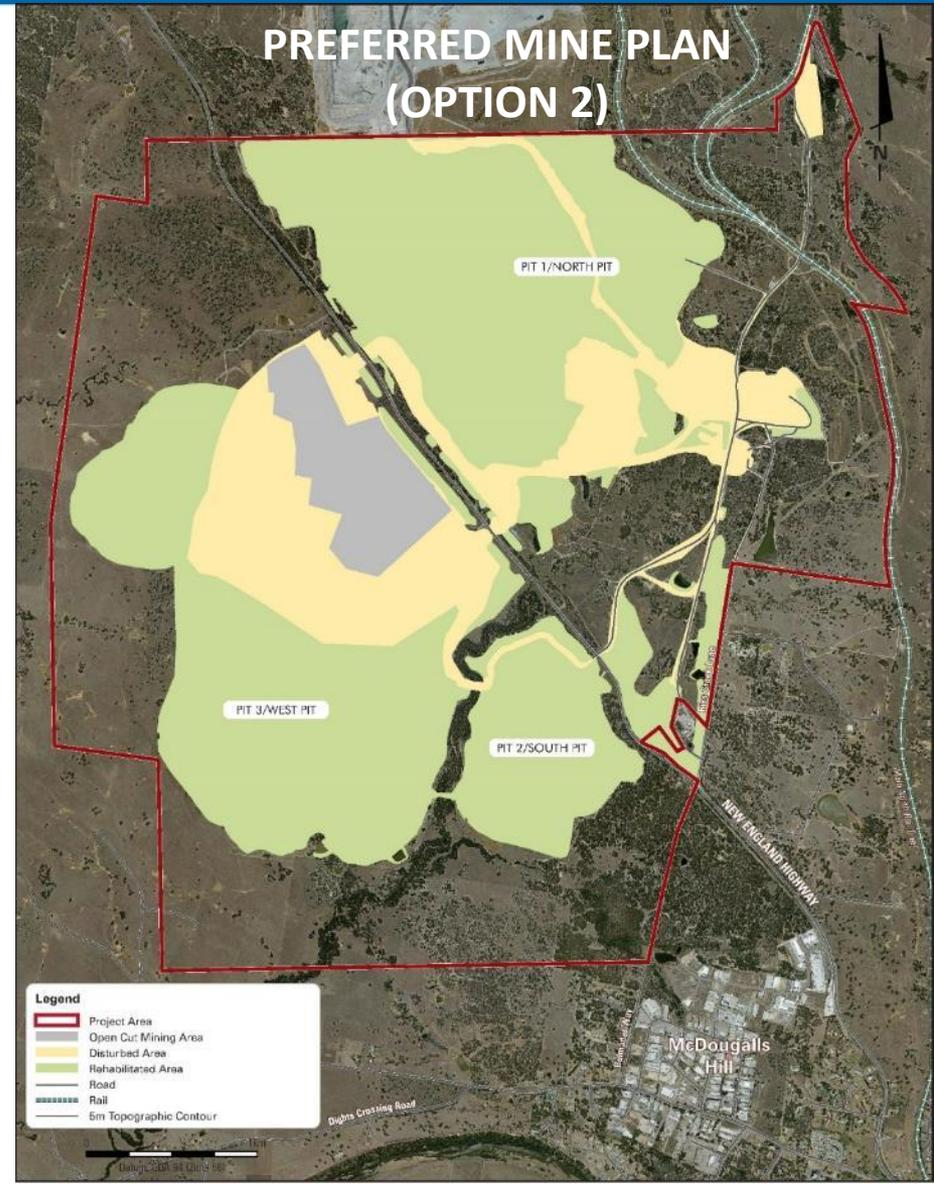 PREFERRED MINE PLAN
(OPTION 2)
N
PIT 1/NORTH PIT
PIT 3/WEST PIT
PIT 2/SOUTH PIT
NEW ENGLAND HIGHWAY
McDougalls
Hill
Dights Crossing Road
Legend
Project Area
Open Cut Mining Area
Disturbed Area
Rehabilitated Area
Road
Rail
5m Topographic Contour
0
1km